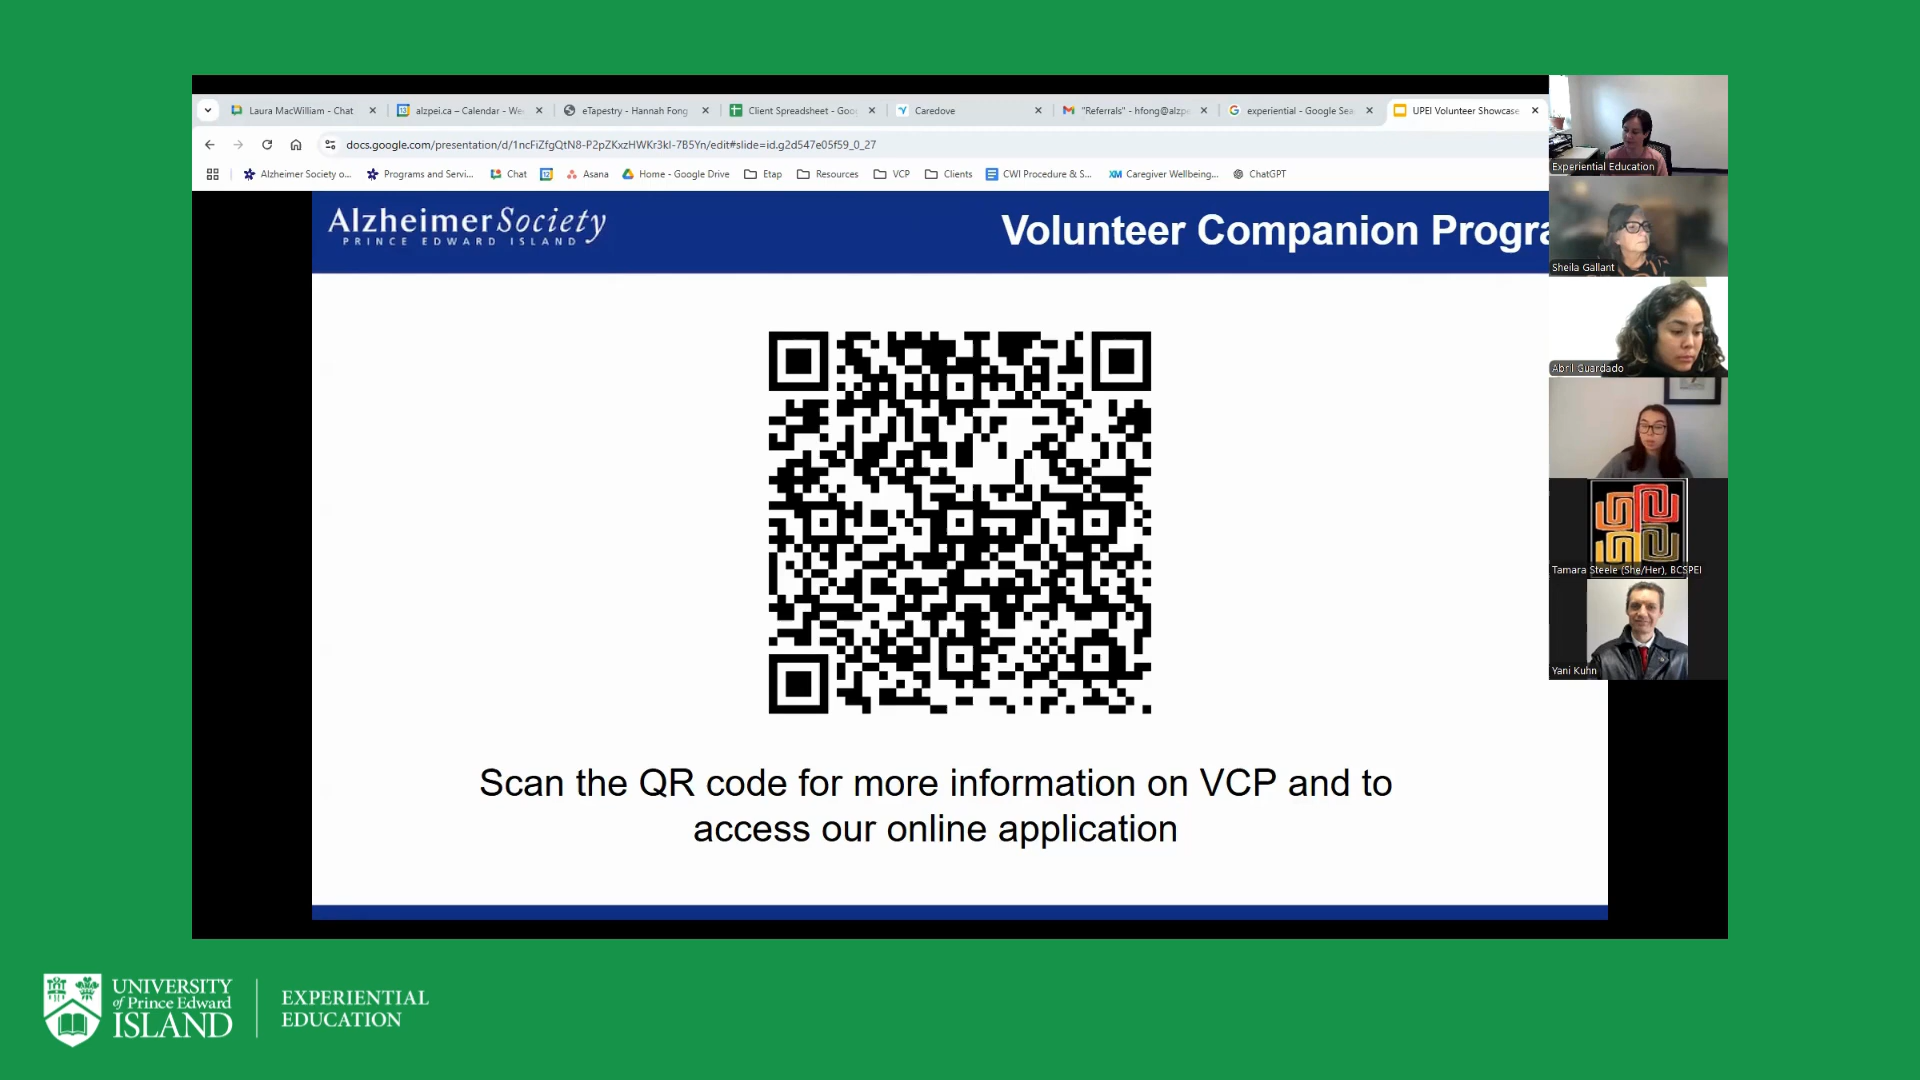 Laura MacWilliam - Chat
alzpei.ca – Calendar - We
eTapestry - Hannah Fong
Client Spreadsheet - Goo
Caredove
"Referrals" - hfong@alzpe
experiential - Google Sea
UPEI Volunteer Showcase
docs.google.com/presentation/d/1ncFiZfgQtN8-P2pZKxzHWKr3kl-7B5Yn/edit#slide=id.g2d547e05f59_0_27
Alzheimer Society o...
Programs and Servi...
Chat
Asana
Home - Google Drive
Etap
Resources
VCP
Clients
CWI Procedure & S...
Caregiver Wellbeing...
ChatGPT
Alzheimer Society
PRINCE EDWARD ISLAND
Volunteer Companion Progra
Scan the QR code for more information on VCP and to
access our online application
Experiential Education
Sheila Gallant
Abril Guardado
Tamara Steele (She/Her), BCSPEI
Yani Kuhn
UNIVERSITY
of Prince Edward
ISLAND
EXPERIENTIAL
EDUCATION